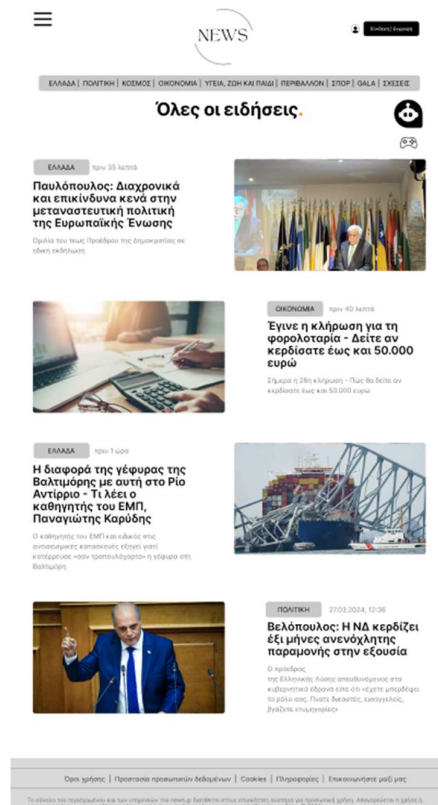 NEWS
Σύνδεση | Εγγραφή
ΕΛΛΑΔΑ | ΠΟΛΙΤΙΚΗ | ΚΟΣΜΟΣ | ΟΙΚΟΝΟΜΙΑ | ΥΓΕΙΑ, ΖΩΗ ΚΑΙ ΠΑΙΔΙ | ΠΕΡΙΒΑΛΛΟΝ | ΣΠΟΡ | GALA | ΣΧΕΣΕΙΣ
Όλες οι ειδήσεις.
ΕΛΛΑΔΑ πριν 35 λεπτά
Παυλόπουλος: Διαχρονικά
και επικίνδυνα κενά στην
μεταναστευτική πολιτική
της Ευρωπαϊκής Ένωσης
Ομιλία του τέως Προέδρου της Δημοκρατίας σε
ειδική εκδήλωση
ΟΙΚΟΝΟΜΙΑ πριν 40 λεπτά
Έγινε η κλήρωση για τη
φορολοταρία - Δείτε αν
κερδίσατε έως και 50.000
ευρώ
Σήμερα η 28η κλήρωση - Πώς θα δείτε αν
κερδίσατε έως και 50.000 ευρώ
ΕΛΛΑΔΑ πριν 1 ώρα
Η διαφορά της γέφυρας της
Βαλτιμόρης με αυτή στο Ρίο
Αντίρριο - Τι λέει ο
καθηγητής του ΕΜΠ,
Παναγιώτης Καρύδης
Ο καθηγητής του ΕΜΠ και ειδικός στις
αντισεισμικές κατασκευές εξηγεί γιατί
κατέρρευσε «σαν τραπουλόχαρτο» η γέφυρα στη
Βαλτιμόρη
ΠΟΛΙΤΙΚΗ 27.03.2024, 12:36
Βελόπουλος: Η ΝΔ κερδίζει
έξι μήνες ανενόχλητης
παραμονής στην εξουσία
Ο πρόεδρος
της Ελληνικής Λύσης απευθυνόμενος στα
κυβερνητικά έδρανα είπε ότι «έχετε μπερδέψει
το ρόλο σας. Γίνατε δικαστές, εισαγγελείς,
βγάζετε ετυμηγορίες»
Όροι χρήσης | Προστασία προσωπικών δεδομένων | Cookies | Πληροφορίες | Επικοινωνήστε μαζί μας